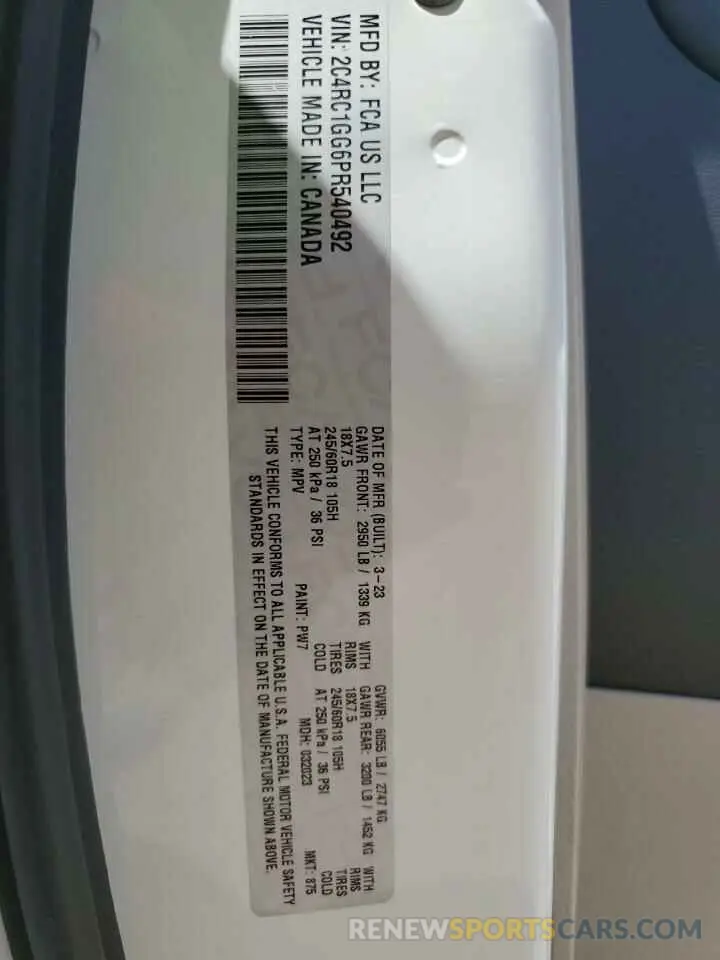 MFD BY: FCA US LLC
VIN: 2C4RC1GG6PR540492
VEHICLE MADE IN: CANADA
DATE OF MFR (BUILT): 3-23 GVWR: 6055 LB / 2747 KG
GAWR FRONT: 2950 LB / 1339 KG WITH GAWR REAR: 3200 LB / 1452 KG WITH
18X7.5 RIMS 18X7.5 RIMS
245/60R18 105H TIRES 245/60R18 105H TIRES
AT 250 kPa / 36 PSI COLD AT 250 kPa / 36 PSI COLD
TYPE: MPV PAINT: PW7 MDH: 032023 MKT: 875
THIS VEHICLE CONFORMS TO ALL APPLICABLE U.S.A. FEDERAL MOTOR VEHICLE SAFETY
STANDARDS IN EFFECT ON THE DATE OF MANUFACTURE SHOWN ABOVE.
RENEWSPORTSCARS.COM